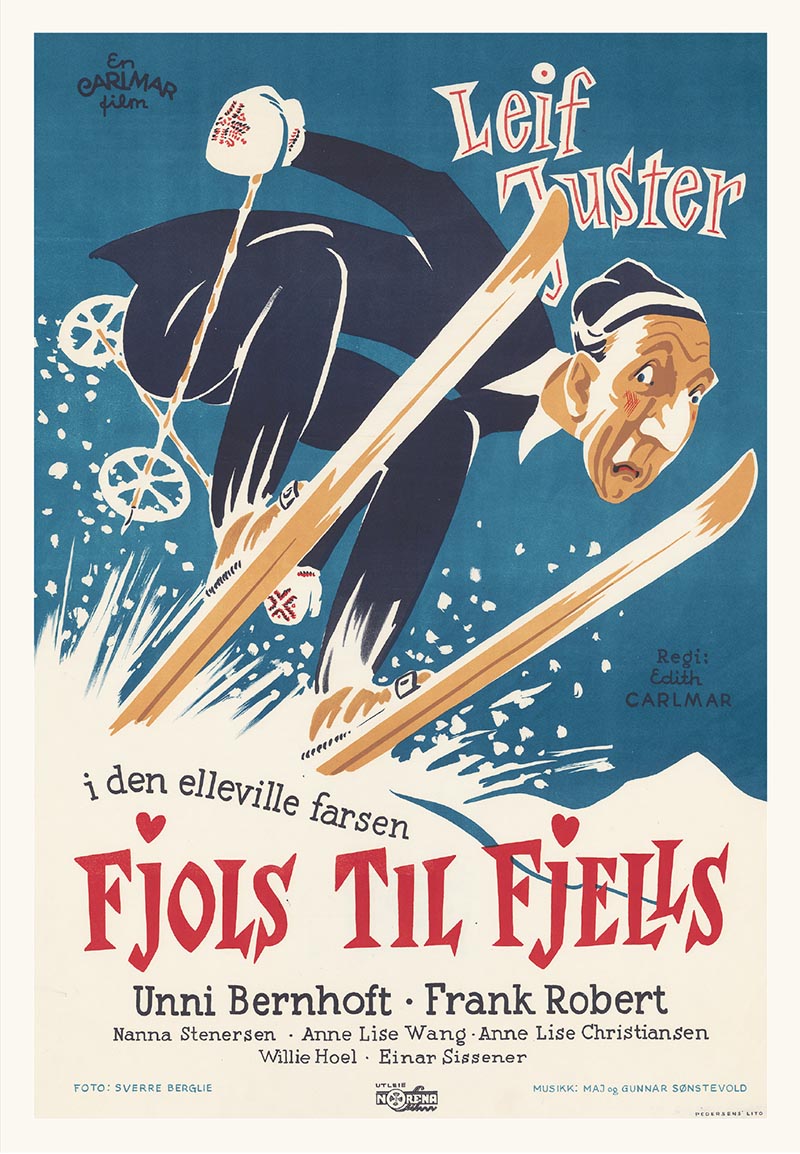 En
CARLMAR
film
Leif
Juster
Regi:
Edith
CARLMAR
i den elleville farsen
FJOLS TIL FJELLS
Unni Bernhoft · Frank Robert
Nanna Stenersen · Anne Lise Wang · Anne Lise Christiansen
Willie Hoel · Einar Sissener
FOTO: SVERRE BERGLIE
UTLEIE
NORENA
film
MUSIKK: MAJ og GUNNAR SØNSTEVOLD
PEDERSENS' LITO